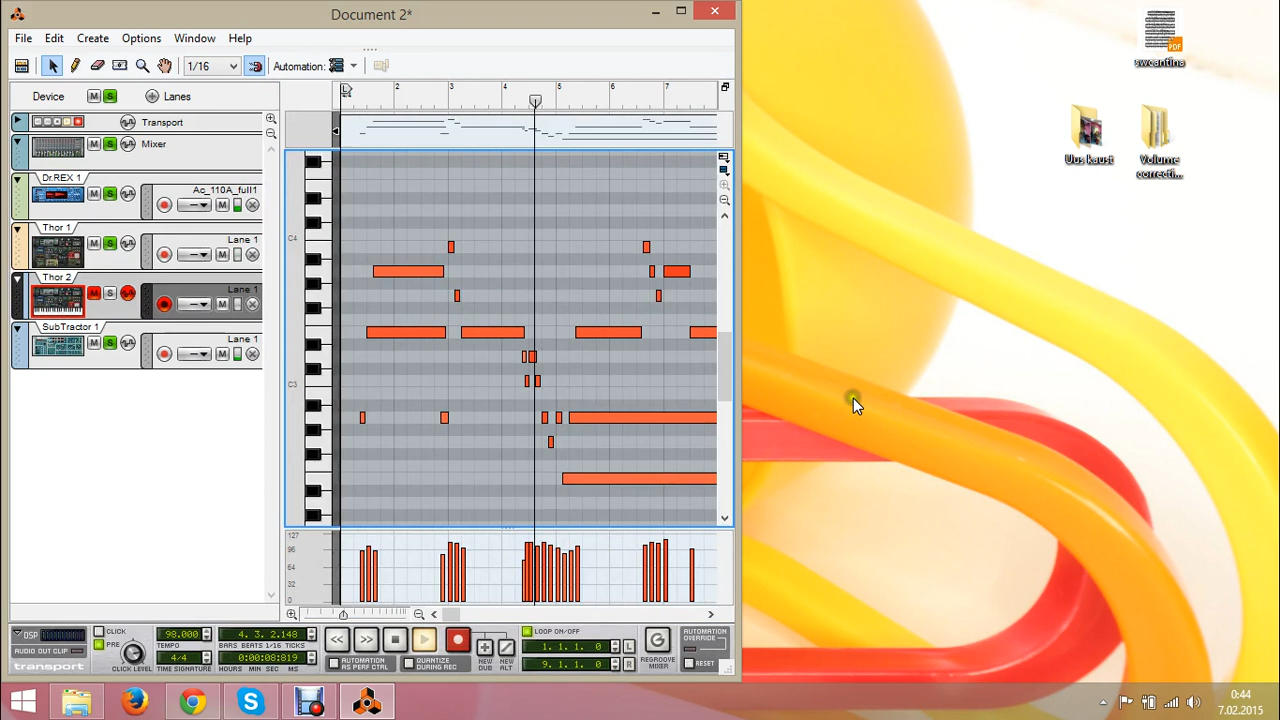 Document 2*
File Edit Create Options Window Help
1/16 Automation:
Device M S Lanes
2 3 4 5 6 7
L
Transport
M S Mixer
Dr.REX 1
M S Ac_110A_full1
M
Thor 1
M S Lane 1
M
Thor 2
M S Lane 1
M
SubTractor 1
M S Lane 1
M
C4
C3
127
96
64
32
0
DSP
AUDIO OUT CLIP
transport
CLICK
PRE
CLICK LEVEL
98.000
TEMPO
4/4
TIME SIGNATURE
4. 3. 2.148
BARS BEATS 1/16 TICKS
0:00:08:819
HOURS MIN SEC MS
AUTOMATION
AS PERF CTRL
QUANTIZE
DURING REC
NEW
DUB
NEW
ALT
LOOP ON/OFF
1. 1. 1. 0 L
9. 1. 1. 0 R
REGROOVE
MIXER
AUTOMATION
OVERRIDE
RESET
PDF
swcantina
Uus kaust
Volume
correcti...
0:44
7.02.2015